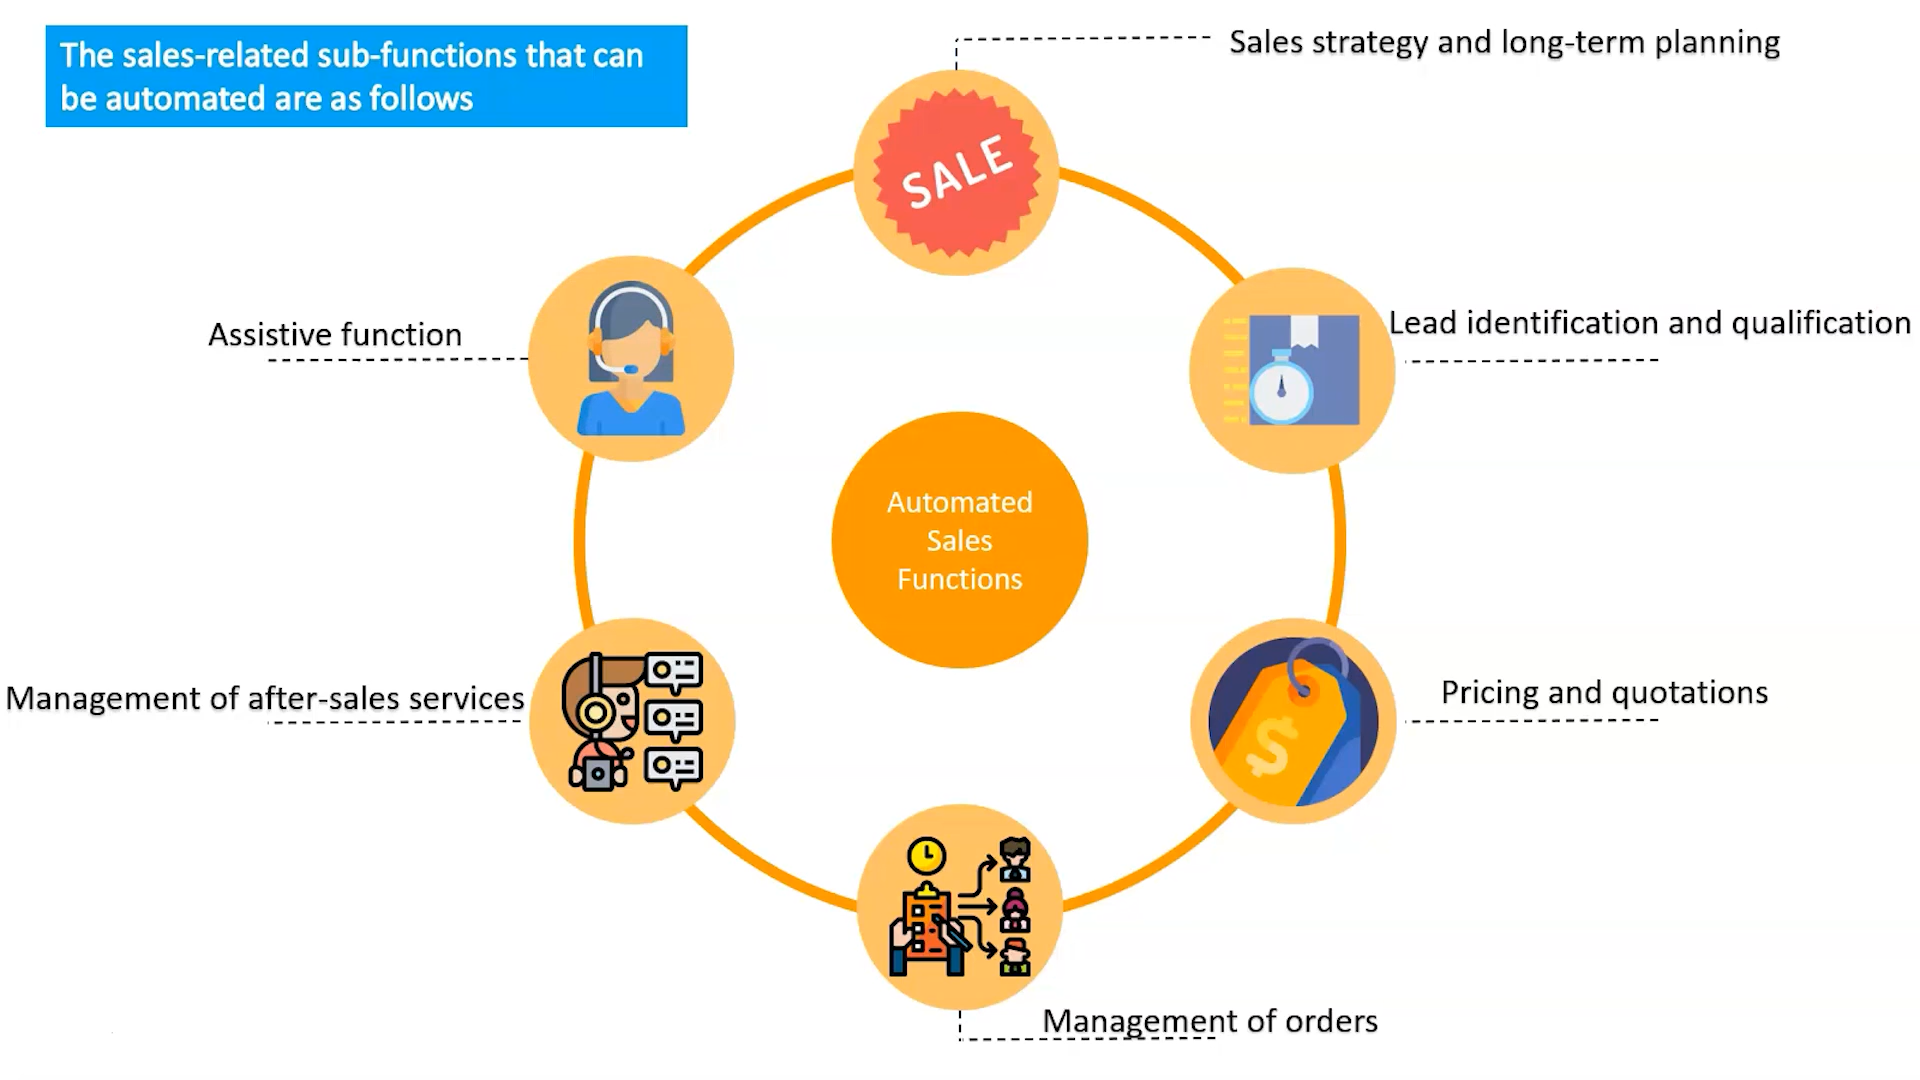 The sales-related sub-functions that can
be automated are as follows
Sales strategy and long-term planning
SALE
Lead identification and qualification
Assistive function
Automated
Sales
Functions
Pricing and quotations
$
Management of after-sales services
Management of orders